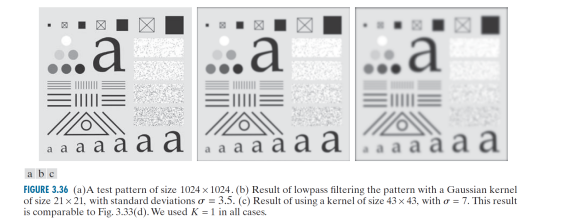 a
a a a a a a a
a
a a a a a a a
a
a a a a a a a
a b c
FIGURE 3.36 (a)A test pattern of size 1024 × 1024. (b) Result of lowpass filtering the pattern with a Gaussian kernel
of size 21 × 21, with standard deviations σ = 3.5. (c) Result of using a kernel of size 43 × 43, with σ = 7. This result
is comparable to Fig. 3.33(d). We used K = 1 in all cases.